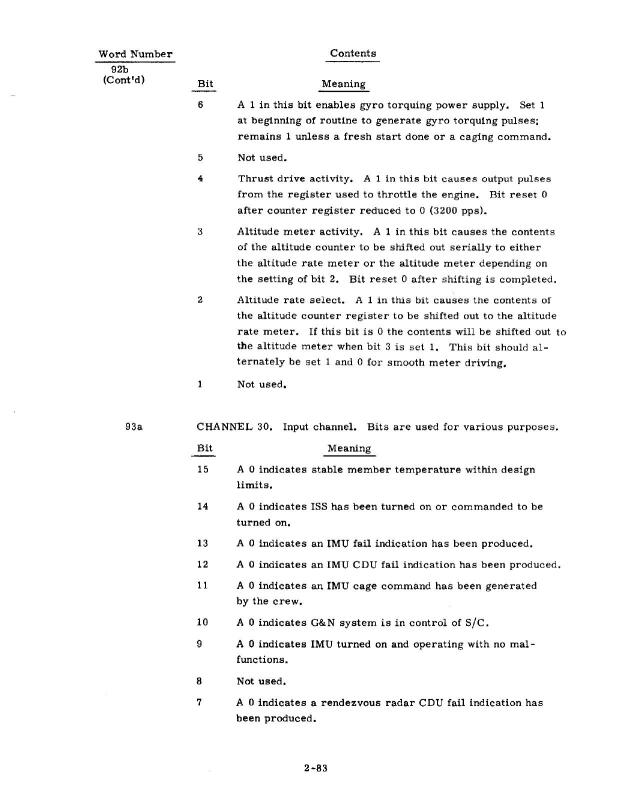 Word Number Contents
92b
(Cont'd) Bit Meaning
6 A 1 in this bit enables gyro torquing power supply. Set 1
at beginning of routine to generate gyro torquing pulses;
remains 1 unless a fresh start done or a caging command.
5 Not used.
4 Thrust drive activity. A 1 in this bit causes output pulses
from the register used to throttle the engine. Bit reset 0
after counter register reduced to 0 (3200 pps).
3 Altitude meter activity. A 1 in this bit causes the contents
of the altitude counter to be shifted out serially to either
the altitude rate meter or the altitude meter depending on
the setting of bit 2. Bit reset 0 after shifting is completed.
2 Altitude rate select. A 1 in this bit causes the contents of
the altitude counter register to be shifted out to the altitude
rate meter. If this bit is 0 the contents will be shifted out to
the altitude meter when bit 3 is set 1. This bit should al-
ternately be set 1 and 0 for smooth meter driving.
1 Not used.
93a CHANNEL 30. Input channel. Bits are used for various purposes.
Bit Meaning
15 A 0 indicates stable member temperature within design
limits.
14 A 0 indicates ISS has been turned on or commanded to be
turned on.
13 A 0 indicates an IMU fail indication has been produced.
12 A 0 indicates an IMU CDU fail indication has been produced.
11 A 0 indicates an IMU cage command has been generated
by the crew.
10 A 0 indicates G&N system is in control of S/C.
9 A 0 indicates IMU turned on and operating with no mal-
functions.
8 Not used.
7 A 0 indicates a rendezvous radar CDU fail indication has
been produced.
2-83